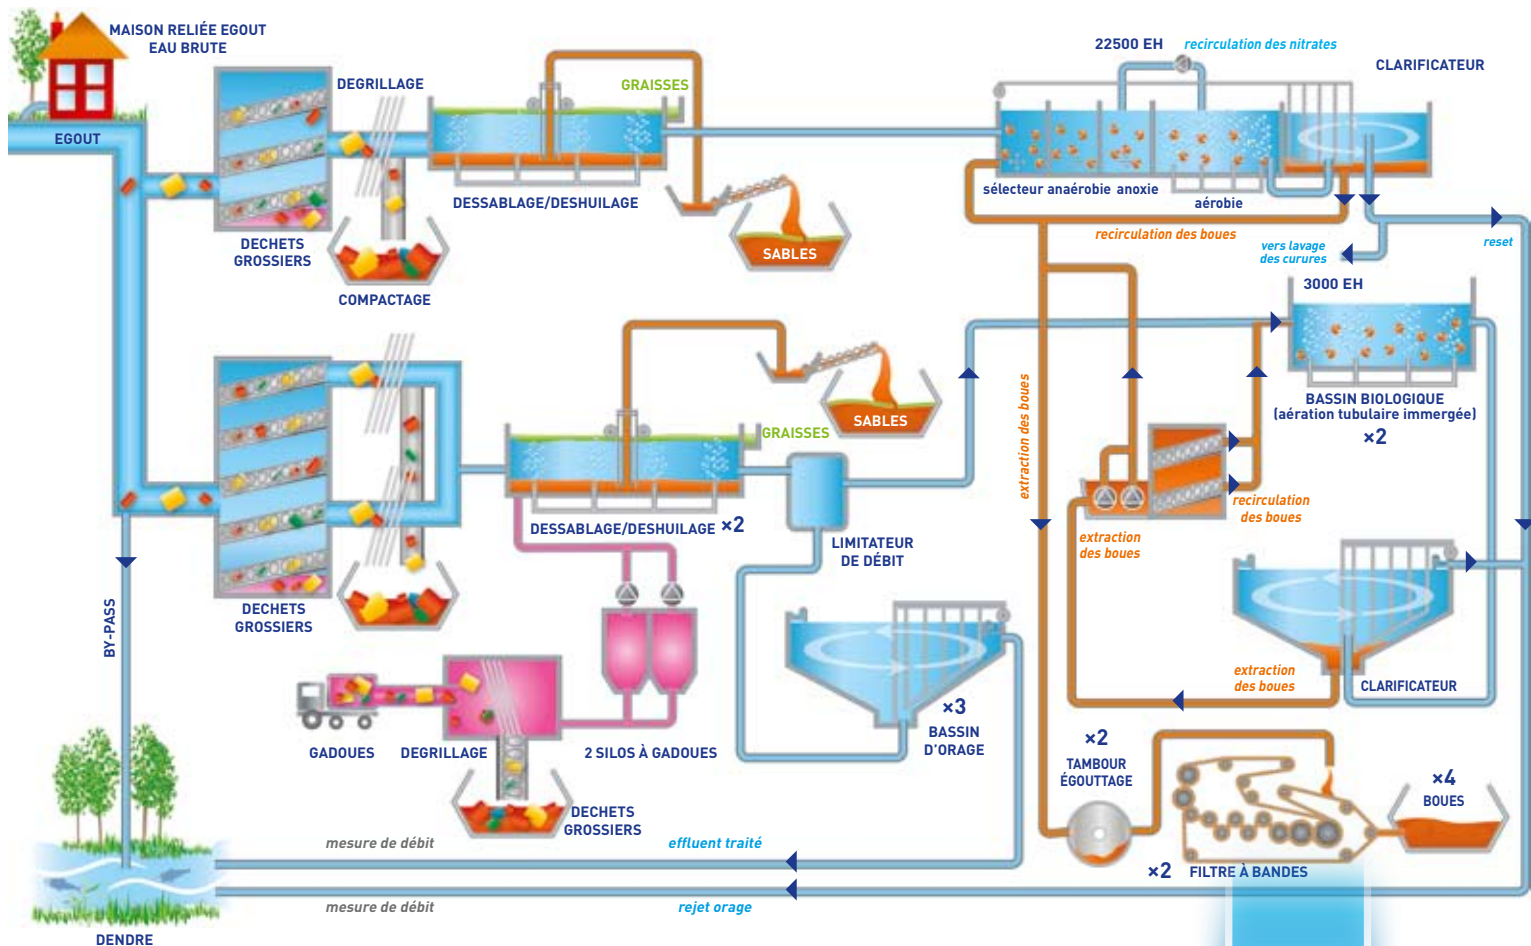 MAISON RELIÉE EGOUT
EAU BRUTE
EGOUT
DEGRILLAGE
GRAISSES
DECHETS
GROSSIERS
COMPACTAGE
DESSABLAGE/DESHUILAGE
SABLES
22500 EH
recirculation des nitrates
CLARIFICATEUR
sélecteur anaérobie anoxie
aérobie
recirculation des boues
vers lavage
des curures
reset
3000 EH
BASSIN BIOLOGIQUE
(aération tubulaire immergée)
×2
SABLES
GRAISSES
DESSABLAGE/DESHUILAGE ×2
LIMITATEUR
DE DÉBIT
extraction des boues
recirculation
des boues
extraction
des boues
DECHETS
GROSSIERS
BY-PASS
GADOUES
DEGRILLAGE
2 SILOS À GADOUES
DECHETS
GROSSIERS
×3
BASSIN
D'ORAGE
extraction
des boues
CLARIFICATEUR
×2
TAMBOUR
ÉGOUTTAGE
×4
BOUES
×2 FILTRE À BANDES
mesure de débit
effluent traité
mesure de débit
rejet orage
DENDRE